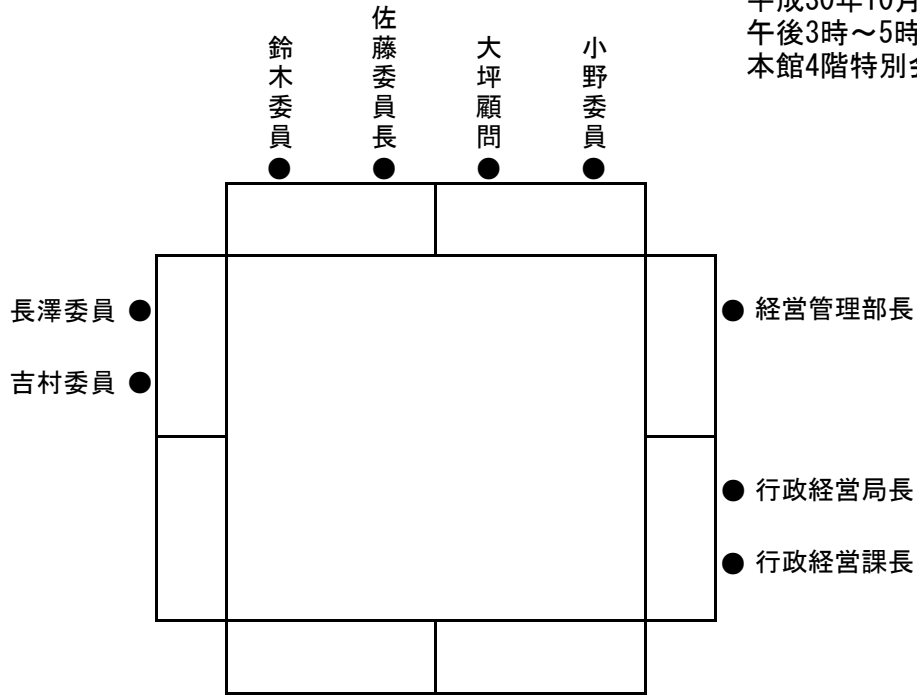 平成30年10月
午後3時～5時
本館4階特別
鈴木委員
佐藤委員長
大坪顧問
小野委員
長澤委員
吉村委員
経営管理部長
行政経営局長
行政経営課長